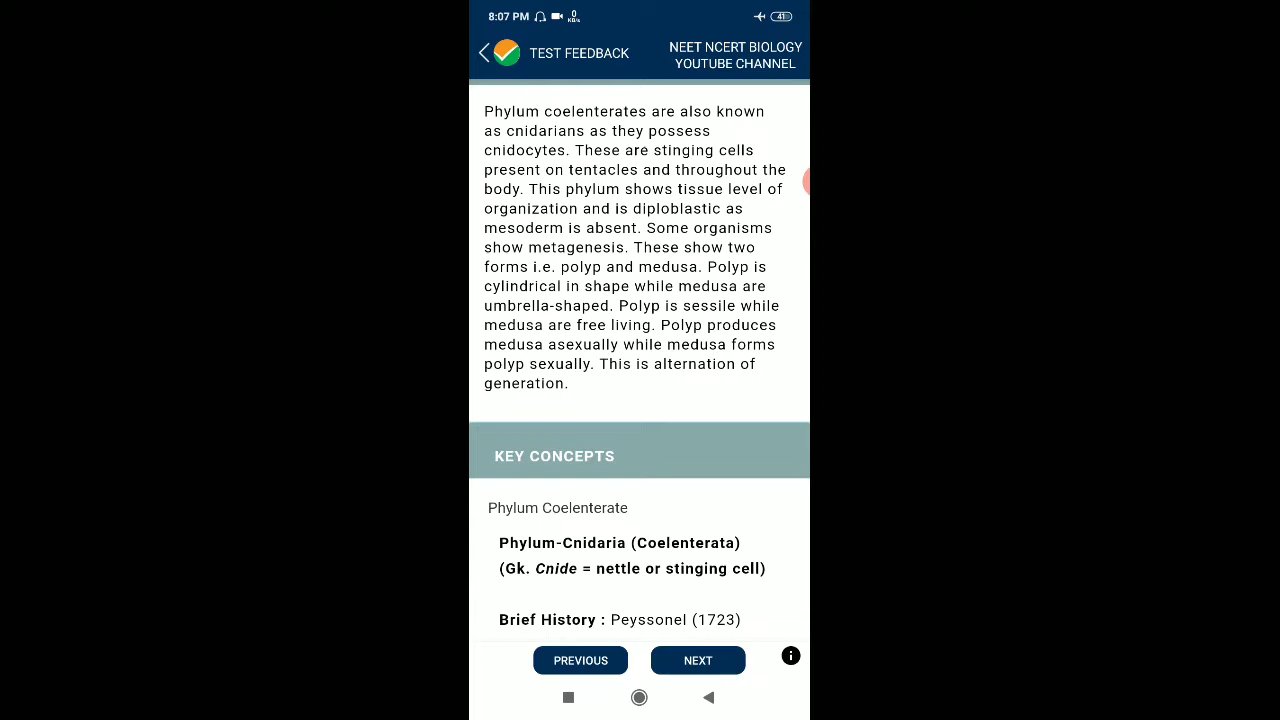 8:07 PM 0 KB/s 41
TEST FEEDBACK
NEET NCERT BIOLOGY
YOUTUBE CHANNEL
Phylum coelenterates are also known
as cnidarians as they possess
cnidocytes. These are stinging cells
present on tentacles and throughout the
body. This phylum shows tissue level of
organization and is diploblastic as
mesoderm is absent. Some organisms
show metagenesis. These show two
forms i.e. polyp and medusa. Polyp is
cylindrical in shape while medusa are
umbrella-shaped. Polyp is sessile while
medusa are free living. Polyp produces
medusa asexually while medusa forms
polyp sexually. This is alternation of
generation.
KEY CONCEPTS
Phylum Coelenterate
Phylum-Cnidaria (Coelenterata)
(Gk. Cnide = nettle or stinging cell)
Brief History : Peyssonel (1723)
PREVIOUS
NEXT